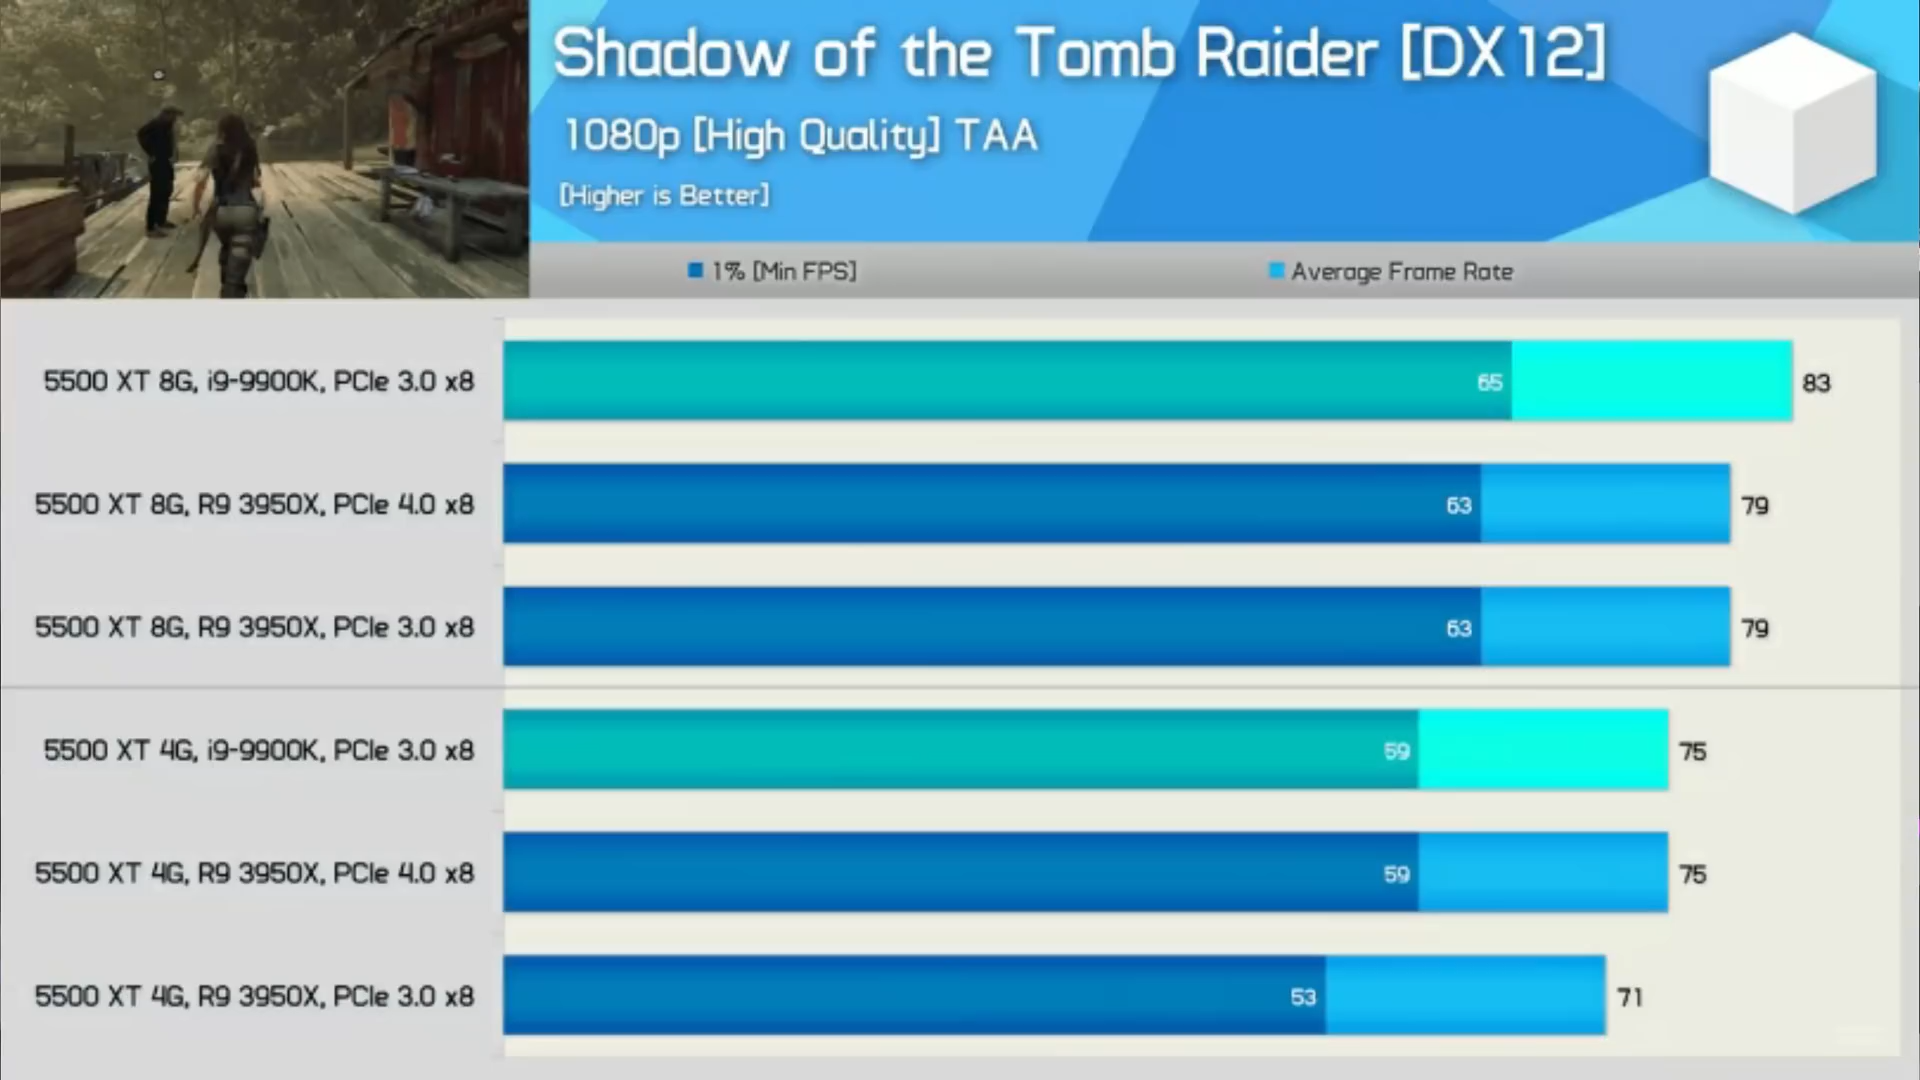 Shadow of the Tomb Raider [DX12]
1080p [High Quality] TAA
[Higher is Better]
1% [Min FPS]
Average Frame Rate
5500 XT 8G, i9-9900K, PCIe 3.0 x8
65
83
5500 XT 8G, R9 3950X, PCIe 4.0 x8
63
79
5500 XT 8G, R9 3950X, PCIe 3.0 x8
63
79
5500 XT 4G, i9-9900K, PCIe 3.0 x8
59
75
5500 XT 4G, R9 3950X, PCIe 4.0 x8
59
75
5500 XT 4G, R9 3950X, PCIe 3.0 x8
53
71